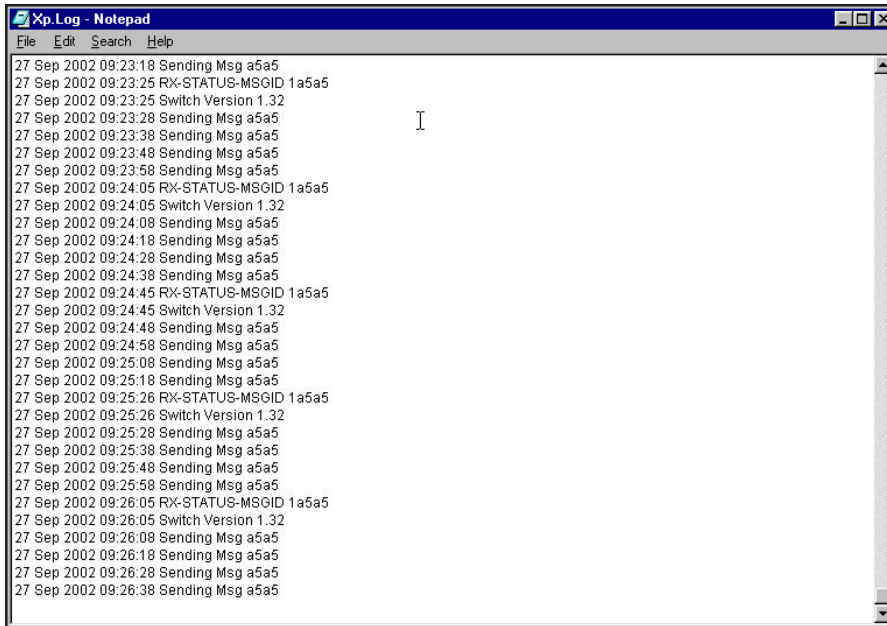 Xp.Log - Notepad
File Edit Search Help
27 Sep 2002 09:23:18 Sending Msg a5a5
27 Sep 2002 09:23:25 RX-STATUS-MSGID 1a5a5
27 Sep 2002 09:23:25 Switch Version 1.32
27 Sep 2002 09:23:28 Sending Msg a5a5
27 Sep 2002 09:23:38 Sending Msg a5a5
27 Sep 2002 09:23:48 Sending Msg a5a5
27 Sep 2002 09:23:58 Sending Msg a5a5
27 Sep 2002 09:24:05 RX-STATUS-MSGID 1a5a5
27 Sep 2002 09:24:05 Switch Version 1.32
27 Sep 2002 09:24:08 Sending Msg a5a5
27 Sep 2002 09:24:18 Sending Msg a5a5
27 Sep 2002 09:24:28 Sending Msg a5a5
27 Sep 2002 09:24:38 Sending Msg a5a5
27 Sep 2002 09:24:45 RX-STATUS-MSGID 1a5a5
27 Sep 2002 09:24:45 Switch Version 1.32
27 Sep 2002 09:24:48 Sending Msg a5a5
27 Sep 2002 09:24:58 Sending Msg a5a5
27 Sep 2002 09:25:08 Sending Msg a5a5
27 Sep 2002 09:25:18 Sending Msg a5a5
27 Sep 2002 09:25:26 RX-STATUS-MSGID 1a5a5
27 Sep 2002 09:25:26 Switch Version 1.32
27 Sep 2002 09:25:28 Sending Msg a5a5
27 Sep 2002 09:25:38 Sending Msg a5a5
27 Sep 2002 09:25:48 Sending Msg a5a5
27 Sep 2002 09:25:58 Sending Msg a5a5
27 Sep 2002 09:26:05 RX-STATUS-MSGID 1a5a5
27 Sep 2002 09:26:05 Switch Version 1.32
27 Sep 2002 09:26:08 Sending Msg a5a5
27 Sep 2002 09:26:18 Sending Msg a5a5
27 Sep 2002 09:26:28 Sending Msg a5a5
27 Sep 2002 09:26:38 Sending Msg a5a5